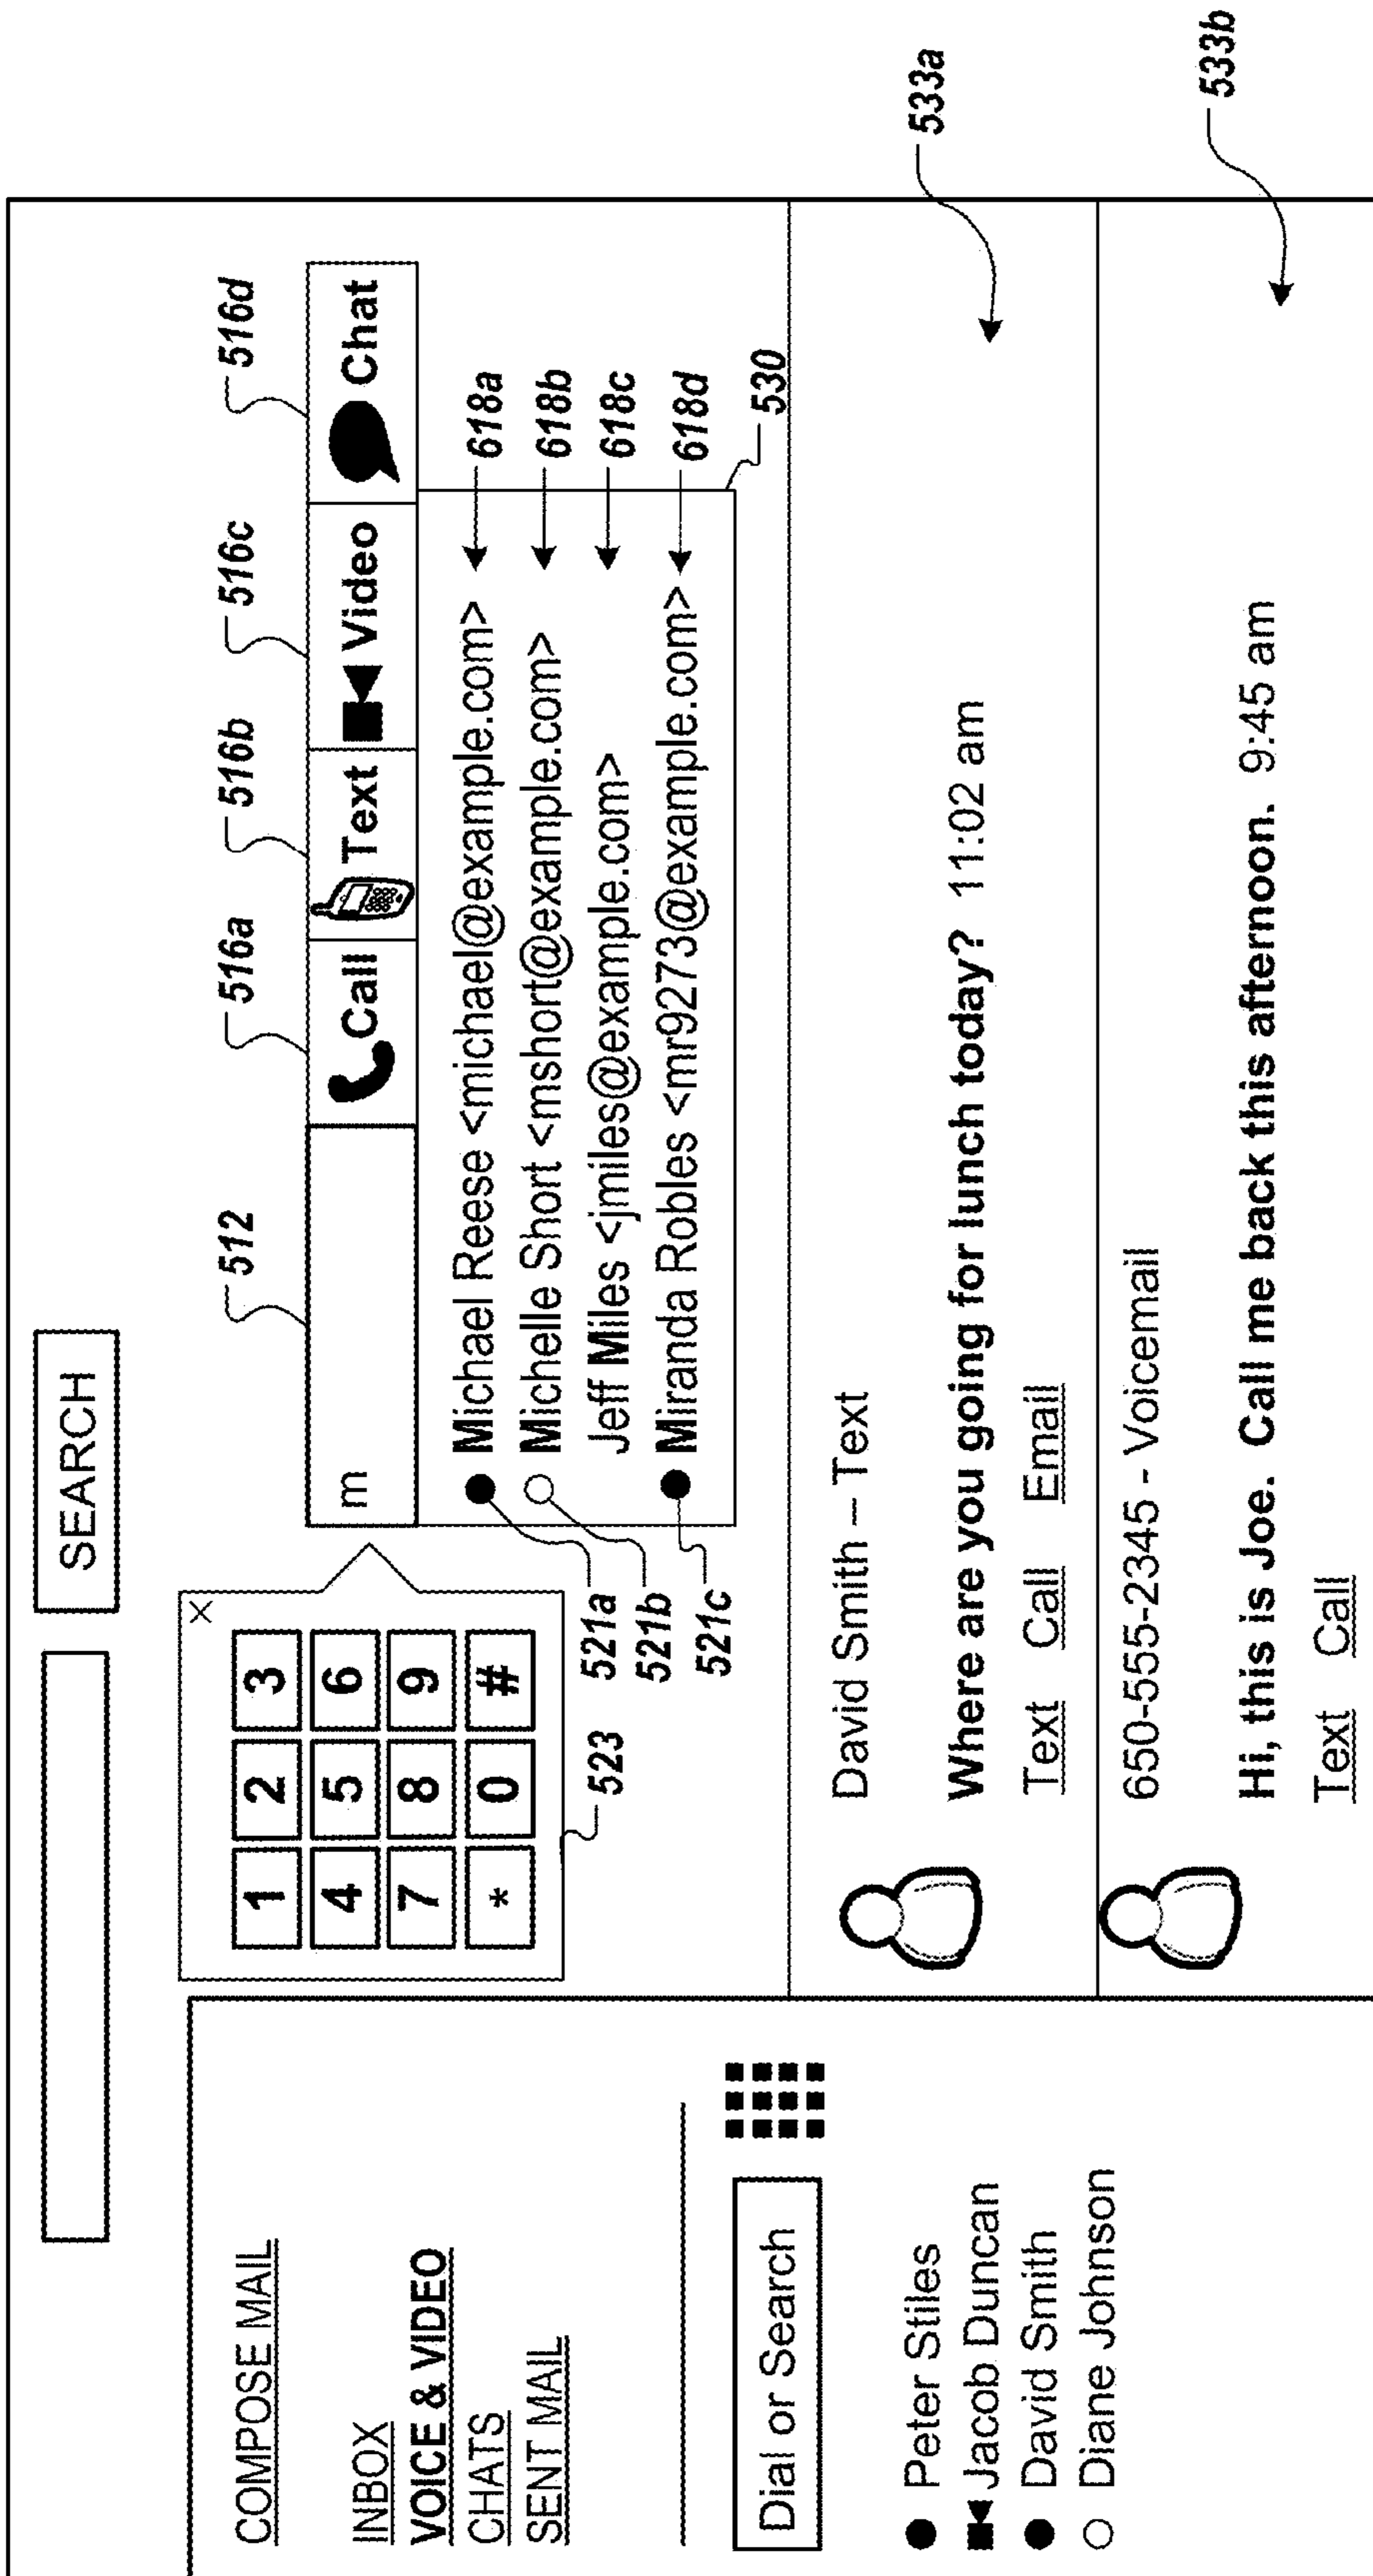 SEARCH
COMPOSE MAIL
INBOX
VOICE & VIDEO
CHATS
SENT MAIL
Dial or Search
Peter Stiles
Jacob Duncan
David Smith
Diane Johnson
X
1 2 3
4 5 6
7 8 9
* 0 #
523
512
516a
516b
516c
516d
m
Call
Text
Video
Chat
Michael Reese <michael@example.com>
Michelle Short <mshort@example.com>
Jeff Miles <jmiles@example.com>
Miranda Robles <mr9273@example.com>
618a
618b
618c
618d
530
521a
521b
521c
David Smith – Text
Where are you going for lunch today? 11:02 am
Text Call Email
533a
650-555-2345 - Voicemail
Hi, this is Joe. Call me back this afternoon. 9:45 am
Text Call
533b